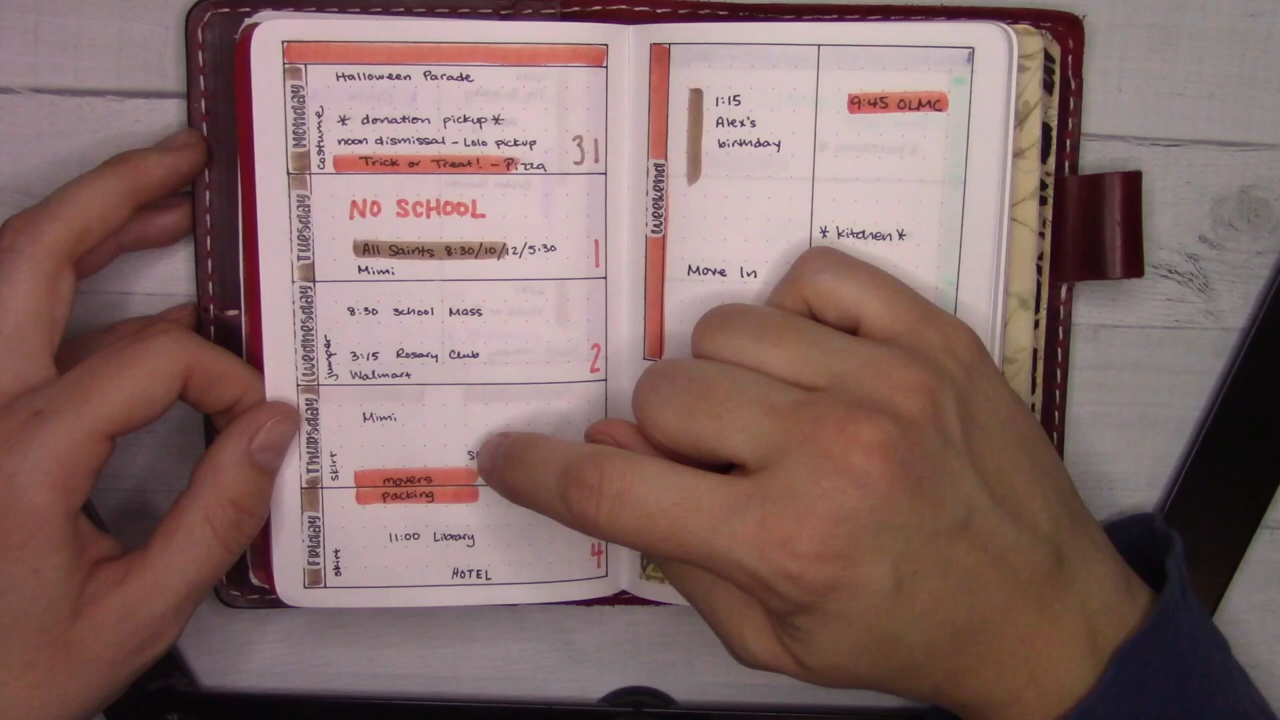 Monday
costume
Halloween Parade
* donation pickup *
noon dismissal - Lolo pickup
Trick or Treat! - Pizza
31
Tuesday
NO SCHOOL
All Saints 8:30/10/12/5:30
Mimi
1
Wednesday
jumper
8:30 School Mass
3:15 Rosary Club
Walmart
2
Thursday
skirt
Mimi
movers
packing
Friday
skirt
11:00 Library
HOTEL
4
Weekend
1:15
Alex's
birthday
Move In
9:45 OLMC
* kitchen *